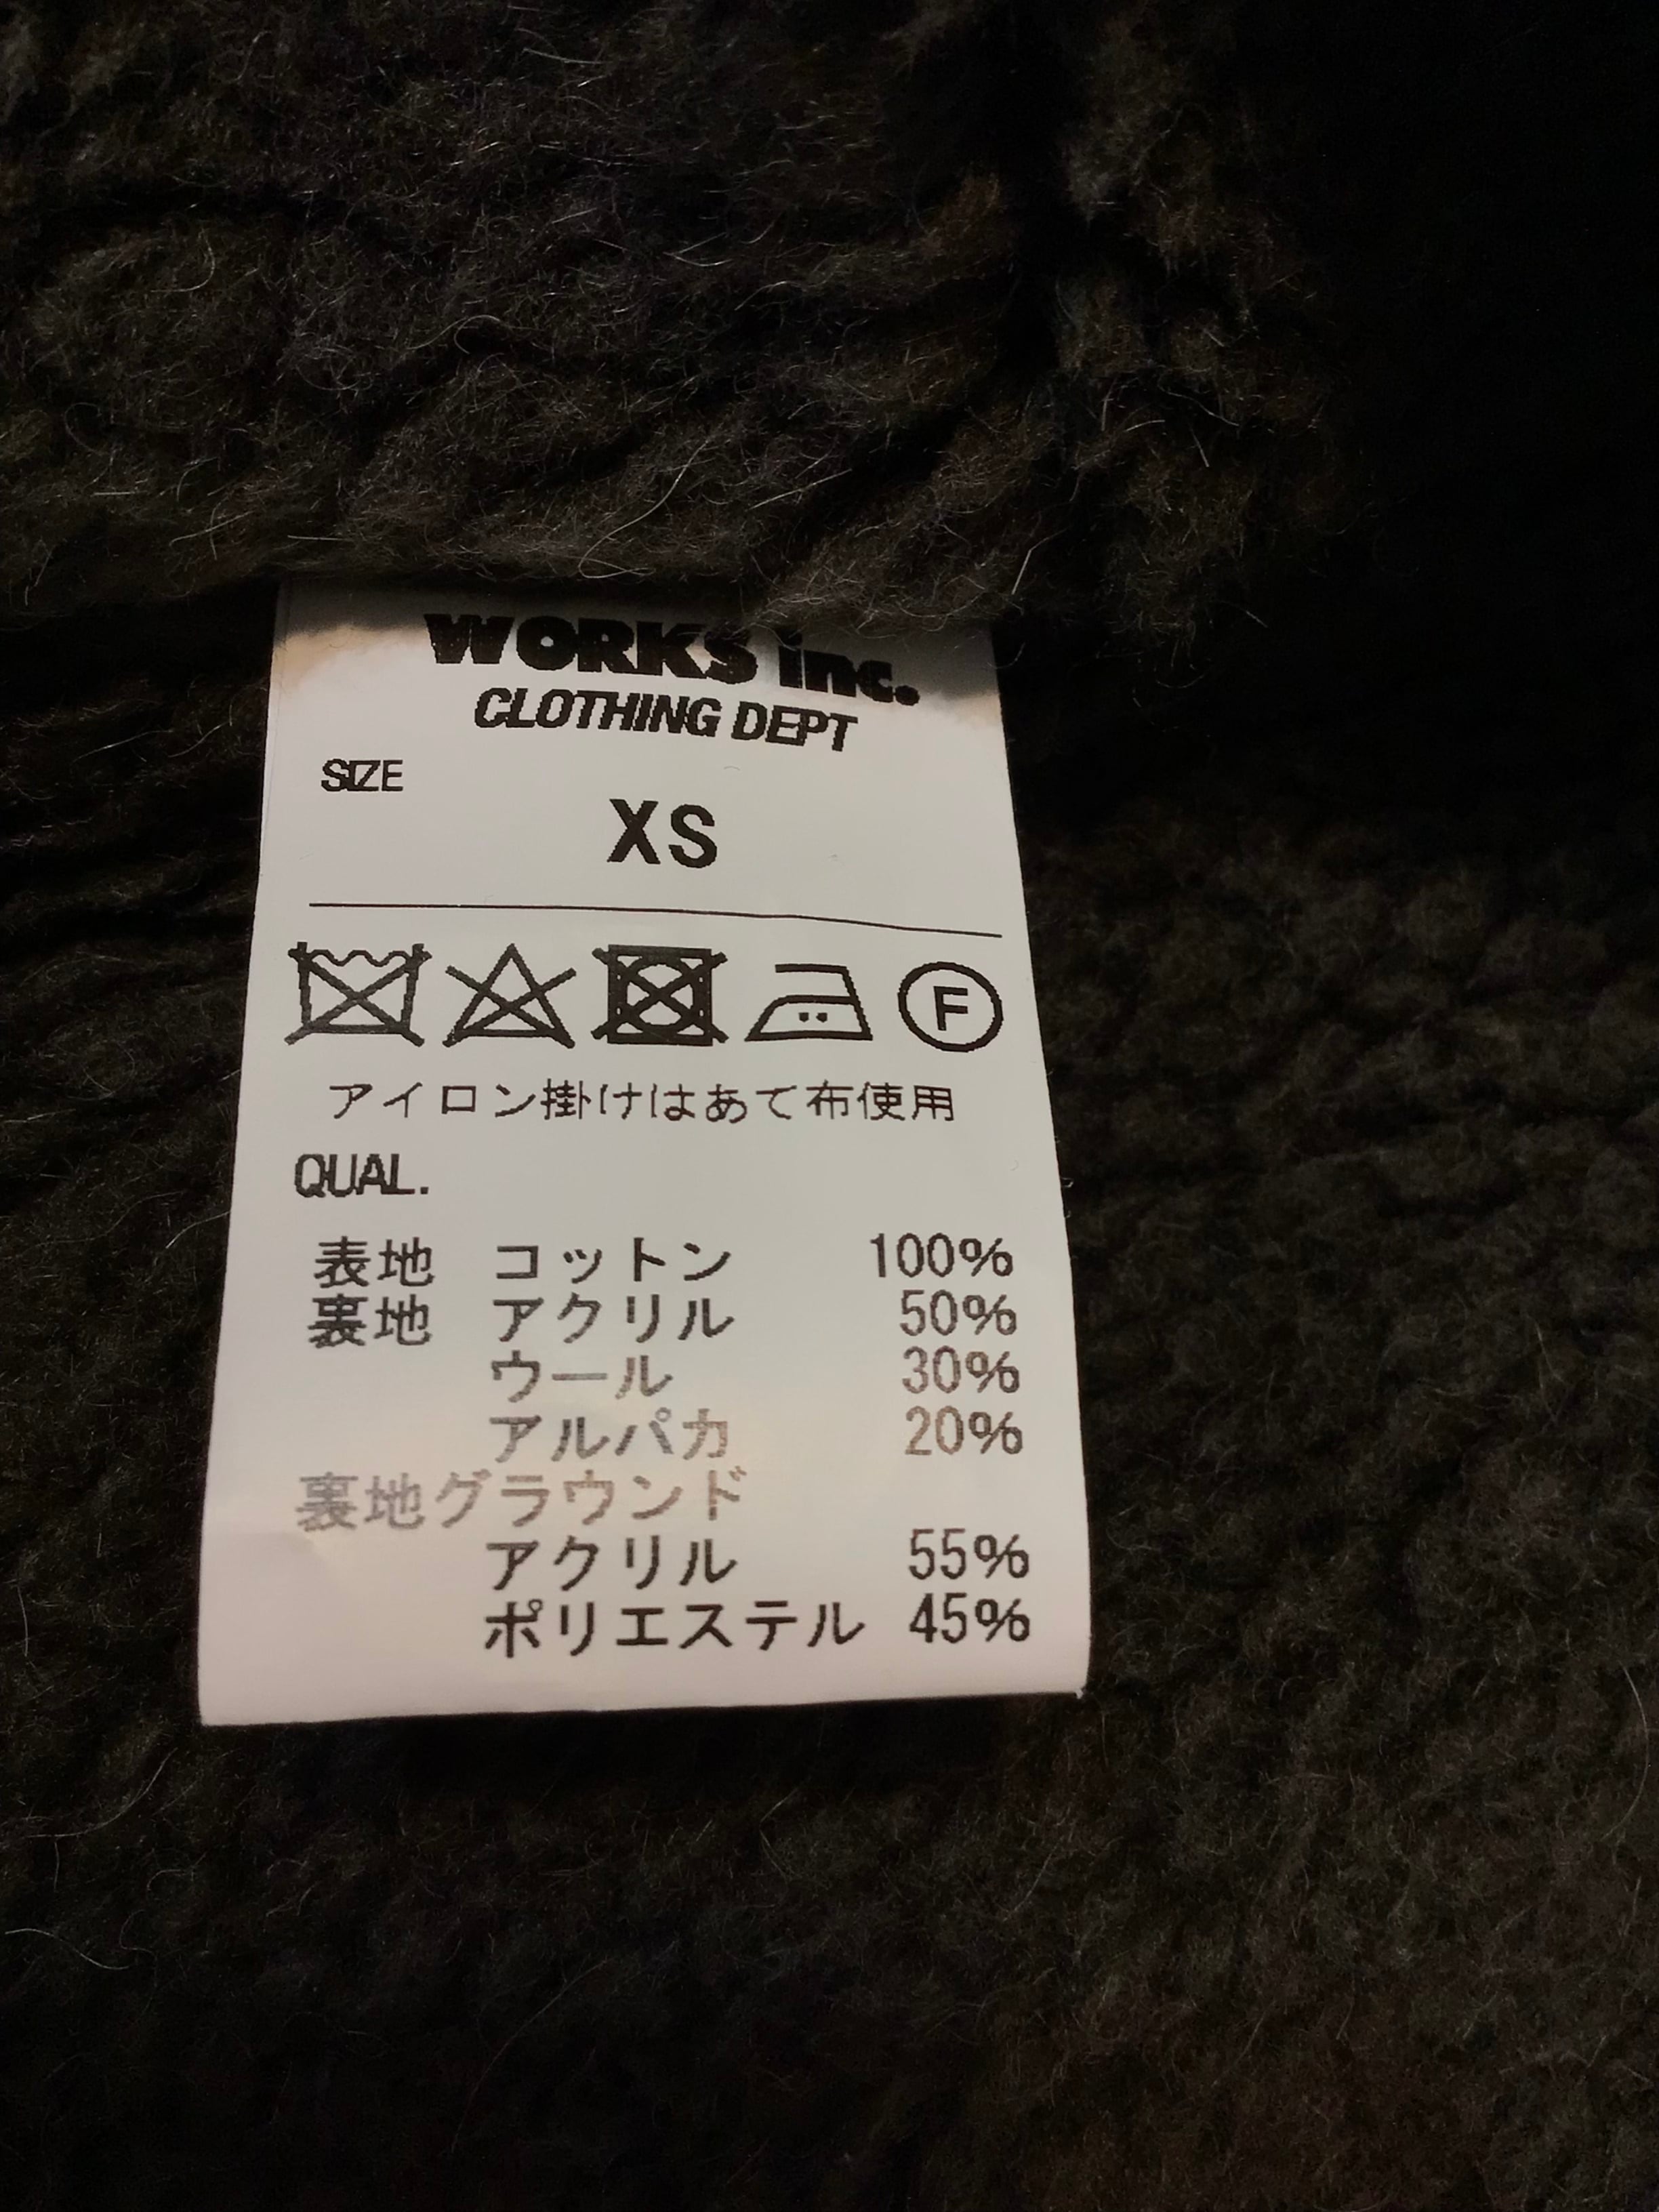 WORKS inc.
CLOTHING DEPT
SIZE
XS
F
アイロン掛けはあて布使用
QUAL.
表地 コットン 100%
裏地 アクリル 50%
ウール 30%
アルパカ 20%
裏地グラウンド
アクリル 55%
ポリエステル 45%